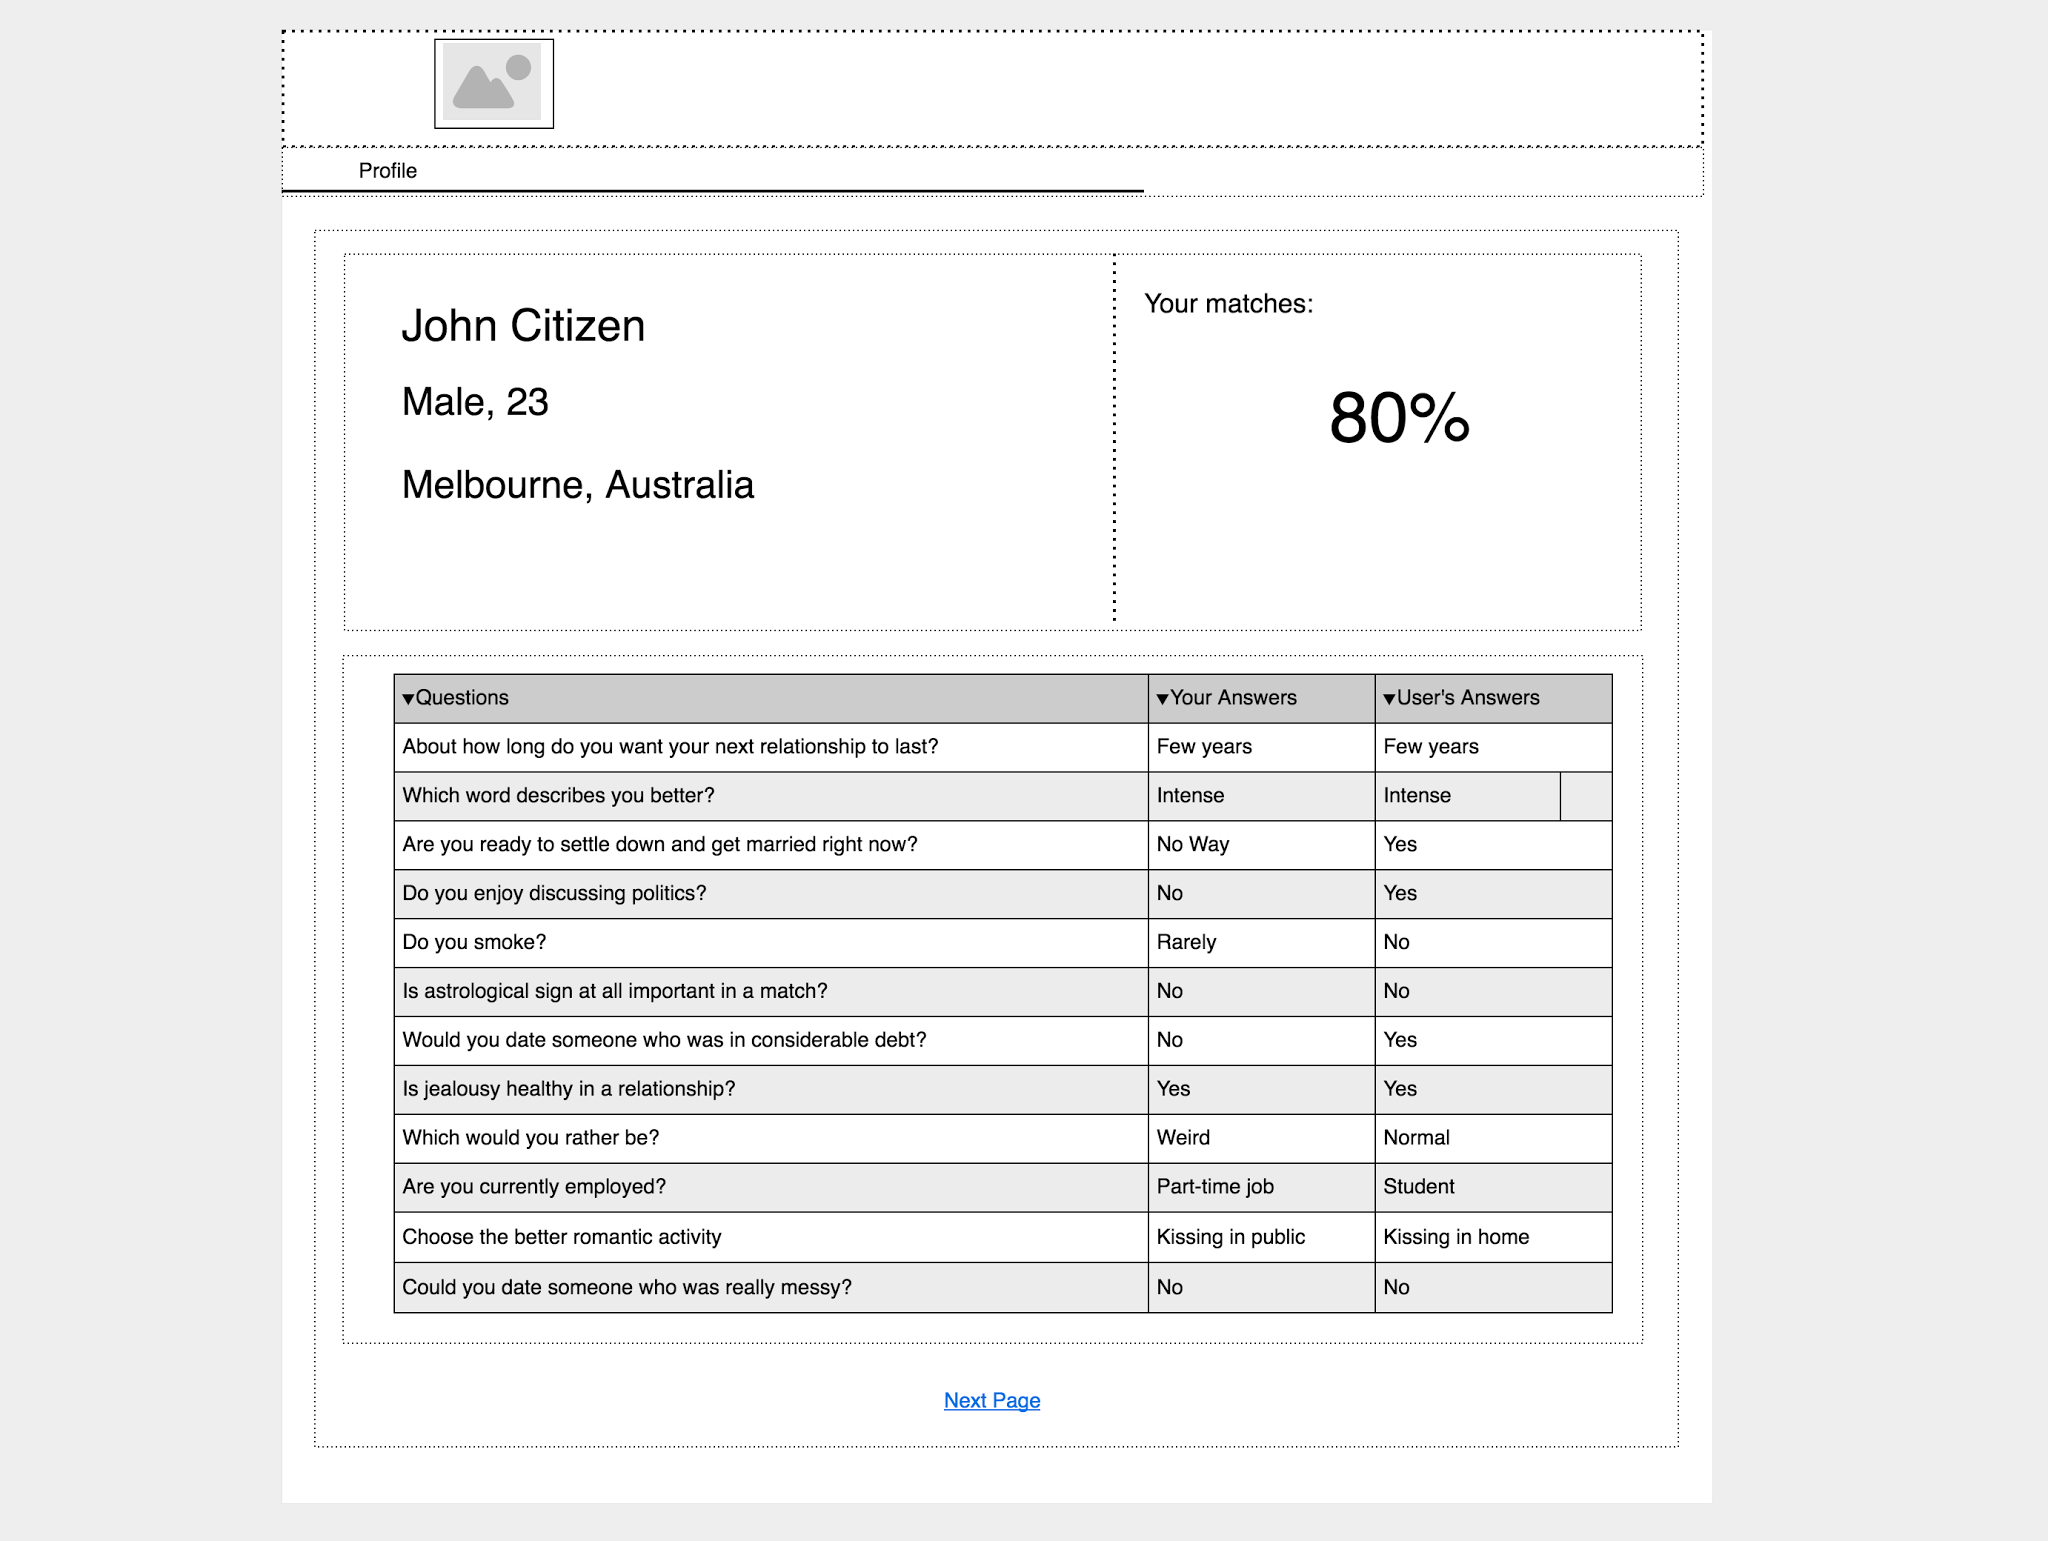 Profile
John Citizen
Male, 23
Melbourne, Australia
Your matches:
80%
▼Questions ▼Your Answers ▼User's Answers
About how long do you want your next relationship to last? Few years Few years
Which word describes you better? Intense Intense
Are you ready to settle down and get married right now? No Way Yes
Do you enjoy discussing politics? No Yes
Do you smoke? Rarely No
Is astrological sign at all important in a match? No No
Would you date someone who was in considerable debt? No Yes
Is jealousy healthy in a relationship? Yes Yes
Which would you rather be? Weird Normal
Are you currently employed? Part-time job Student
Choose the better romantic activity Kissing in public Kissing in home
Could you date someone who was really messy? No No
Next Page